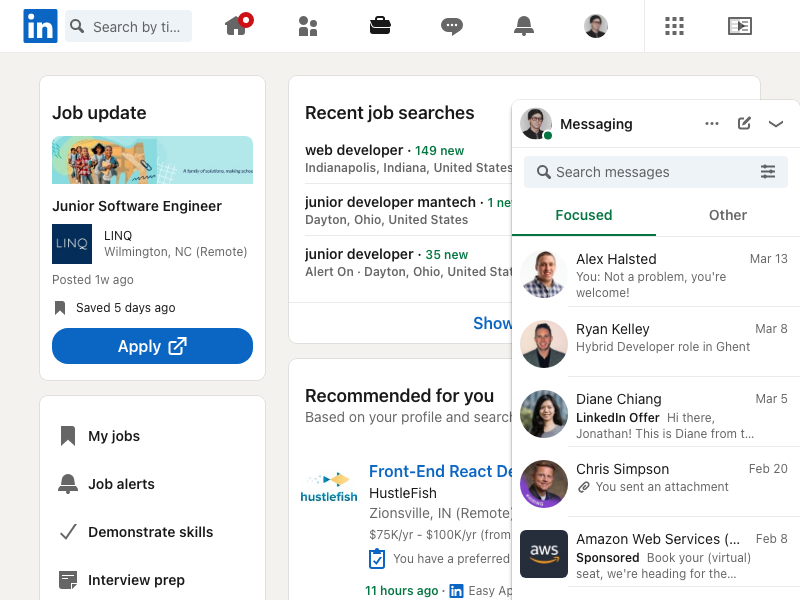 in
Search by ti...
Job update
A family of solutions, making schoo
Junior Software Engineer
LINQ
LINQ
Wilmington, NC (Remote)
Posted 1w ago
Saved 5 days ago
Apply
My jobs
Job alerts
Demonstrate skills
Interview prep
Recent job searches
web developer · 149 new
Indianapolis, Indiana, United States
junior developer mantech · 1 ne
Dayton, Ohio, United States
junior developer · 35 new
Alert On · Dayton, Ohio, United Stat
Show
Recommended for you
Based on your profile and search
hustlefish
Front-End React De
HustleFish
Zionsville, IN (Remote)
$75K/yr - $100K/yr (from
You have a preferred
11 hours ago · in Easy Ap
Messaging
Search messages
Focused
Other
Alex Halsted
Mar 13
You: Not a problem, you're
welcome!
Ryan Kelley
Mar 8
Hybrid Developer role in Ghent
Diane Chiang
Mar 5
LinkedIn Offer Hi there,
Jonathan! This is Diane from t...
Chris Simpson
Feb 20
You sent an attachment
aws
Amazon Web Services (...
Feb 8
Sponsored Book your (virtual)
seat, we're heading for the...